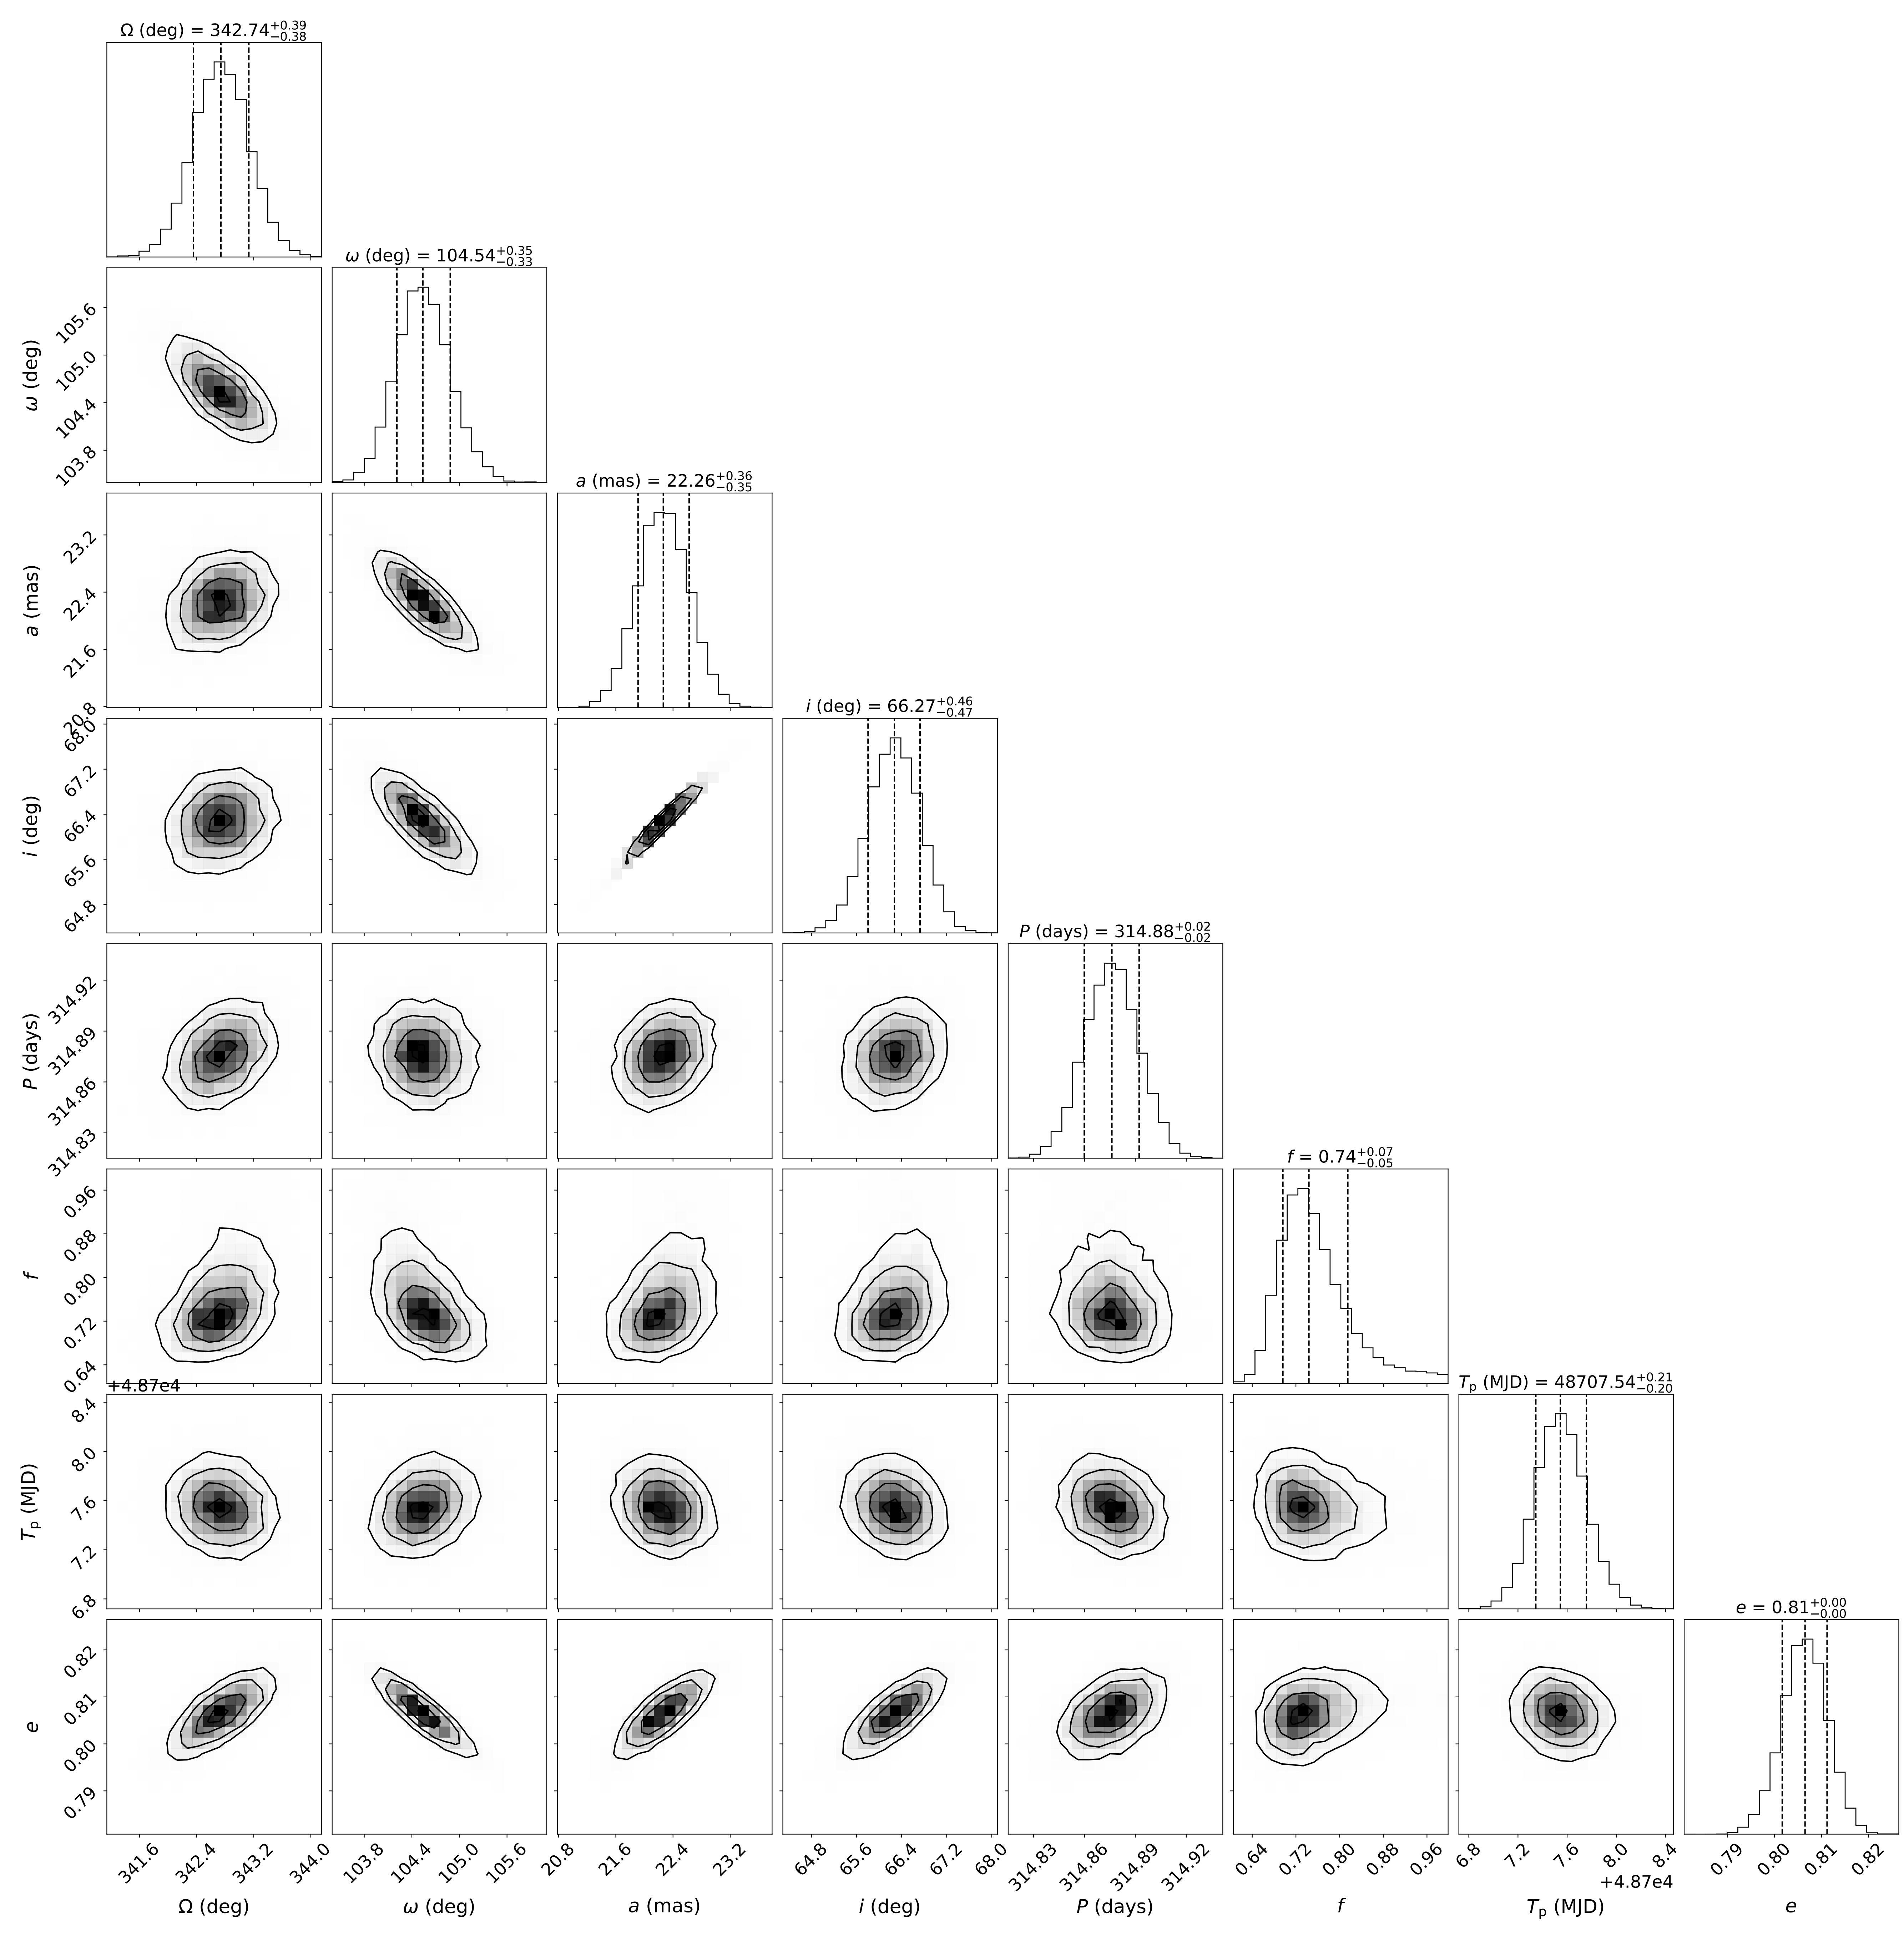 Ω (deg) = 342.74+0.39−0.38
ω (deg) = 104.54+0.35−0.33
105.6
105.0
104.4
103.8
ω (deg)
a (mas) = 22.26+0.36−0.35
23.2
22.4
21.6
20.8
a (mas)
i (deg) = 66.27+0.46−0.47
68.0
67.2
66.4
65.6
64.8
i (deg)
P (days) = 314.88+0.02−0.02
314.92
314.89
314.86
314.83
P (days)
f = 0.74+0.07−0.05
0.96
0.88
0.80
0.72
0.64
f
+4.87e4
Tp (MJD) = 48707.54+0.21−0.20
8.4
8.0
7.6
7.2
6.8
Tp (MJD)
e = 0.81+0.00−0.00
0.82
0.81
0.80
0.79
e
341.6 342.4 343.2 344.0 103.8 104.4 105.0 105.6 20.8 21.6 22.4 23.2 64.8 65.6 66.4 67.2 68.0 314.83 314.86 314.89 314.92 0.64 0.72 0.80 0.88 0.96 6.8 7.2 7.6 8.0 8.4 0.79 0.80 0.81 0.82
+4.87e4
Ω (deg) ω (deg) a (mas) i (deg) P (days) f Tp (MJD) e